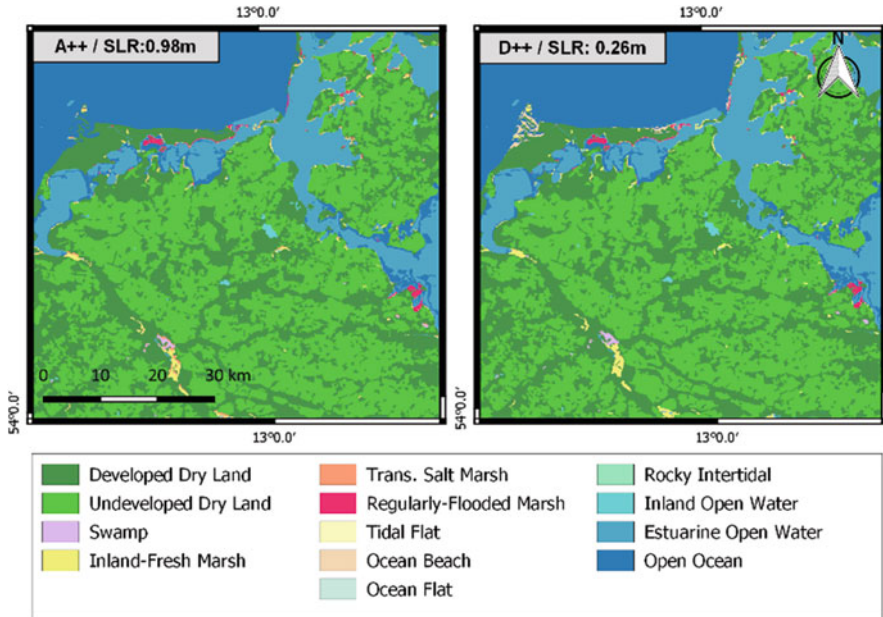 13°0.0′ 13°0.0′
A++ / SLR:0.98m
D++ / SLR: 0.26m
N
0 10 20 30 km
54°0.0′ 54°0.0′
13°0.0′ 13°0.0′
Developed Dry Land
Undeveloped Dry Land
Swamp
Inland-Fresh Marsh
Trans. Salt Marsh
Regularly-Flooded Marsh
Tidal Flat
Ocean Beach
Ocean Flat
Rocky Intertidal
Inland Open Water
Estuarine Open Water
Open Ocean